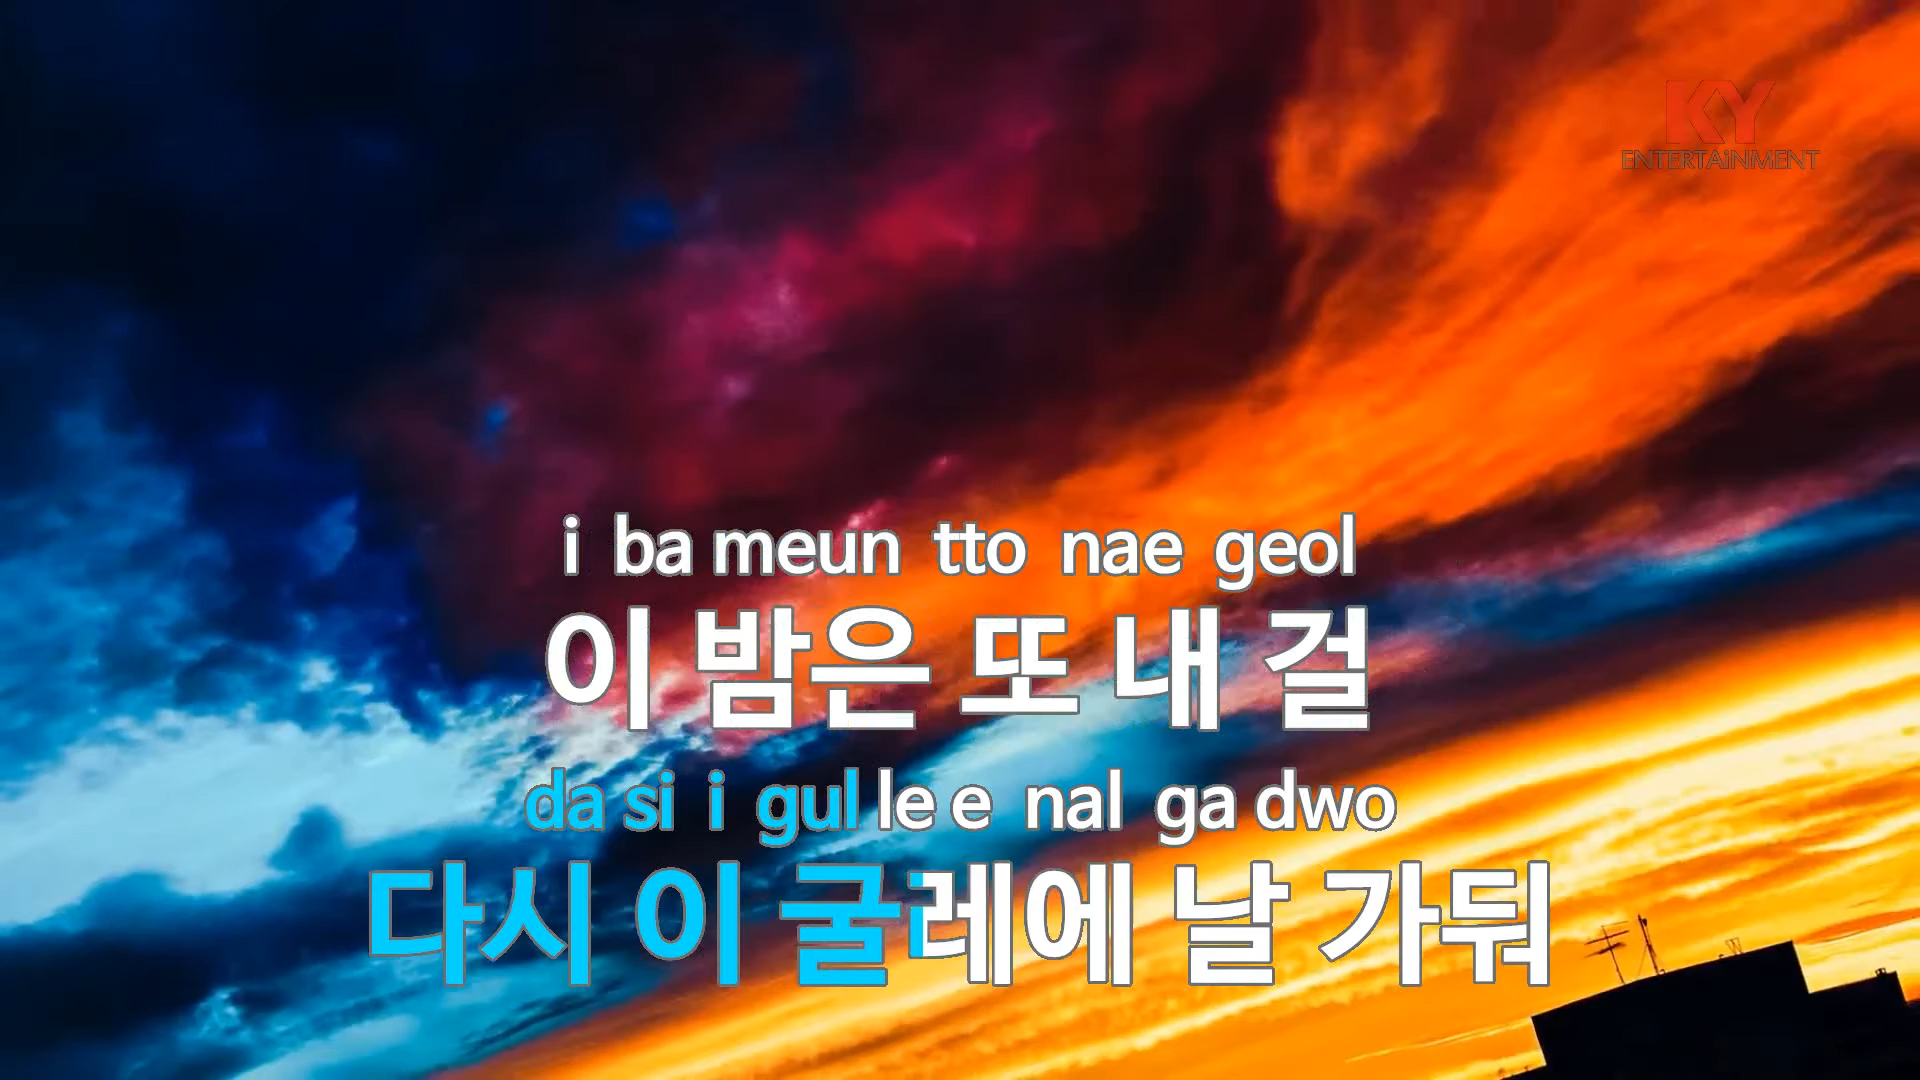 KY
ENTERTAiNMENT
i ba meun tto nae geol
이 밤은 또 내 걸
da si i gul le e nal ga dwo
다시 이 굴레에 날 가둬